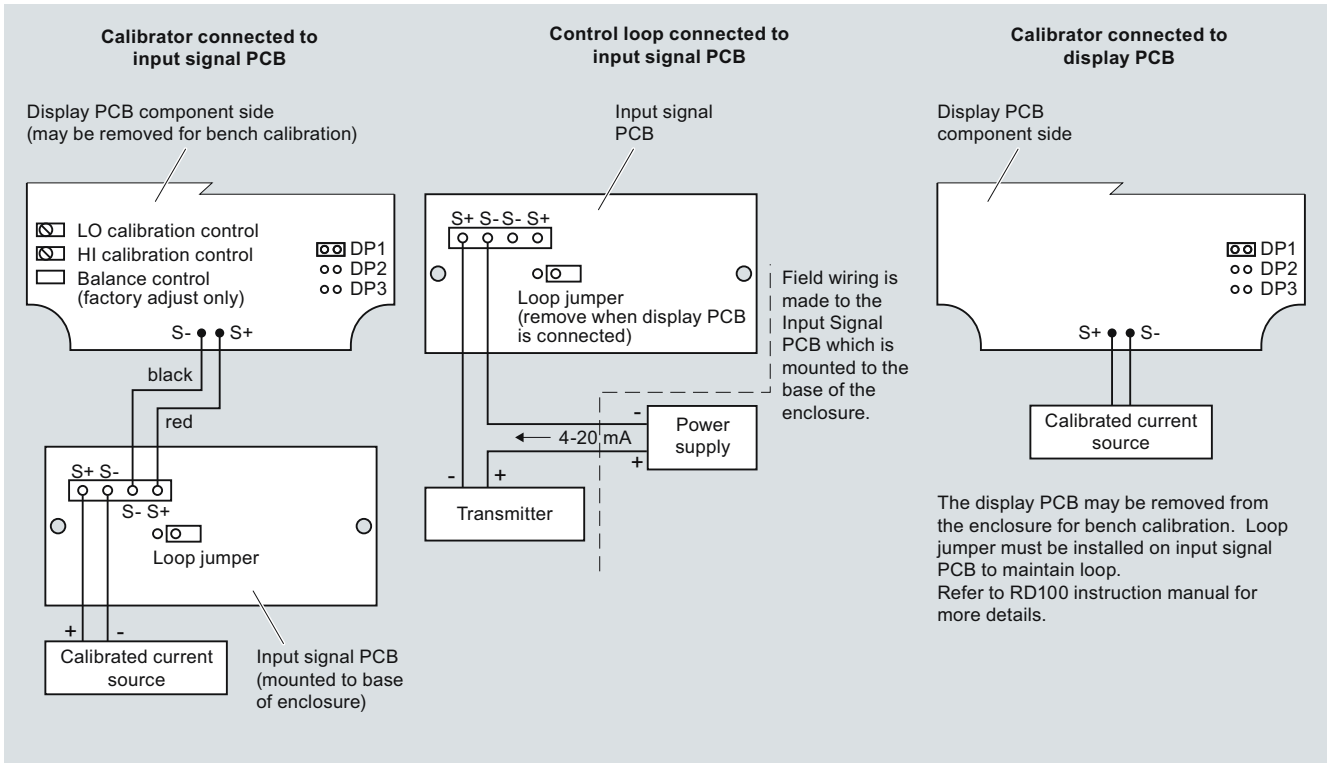 Calibrator connected to
input signal PCB
Display PCB component side
(may be removed for bench calibration)
LO calibration control
HI calibration control
Balance control
(factory adjust only)
DP1
DP2
DP3
S- S+
black
red
S+ S-
S- S+
Loop jumper
+ -
Calibrated current
source
Input signal PCB
(mounted to base
of enclosure)
Control loop connected to
input signal PCB
Input signal
PCB
S+ S- S- S+
Loop jumper
(remove when display PCB
is connected)
Field wiring is
made to the
Input Signal
PCB which is
mounted to the
base of the
enclosure.
-
Power
supply
4-20 mA
+
- +
Transmitter
Calibrator connected to
display PCB
Display PCB
component side
DP1
DP2
DP3
S+ S-
Calibrated current
source
The display PCB may be removed from
the enclosure for bench calibration. Loop
jumper must be installed on input signal
PCB to maintain loop.
Refer to RD100 instruction manual for
more details.